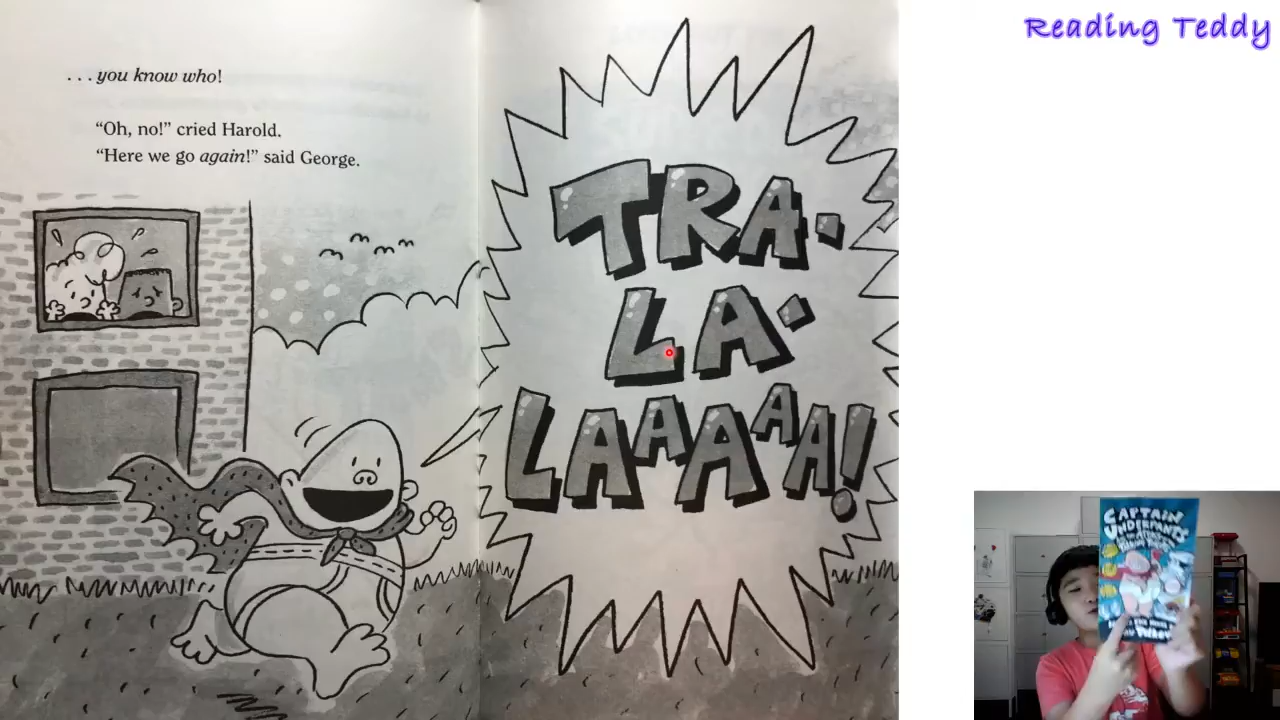 . . . you know who!
“Oh, no!” cried Harold.
“Here we go again!” said George.
TRA-
LA-
LAAAAAA!
Reading Teddy
CAPTAIN
UNDERPANTS